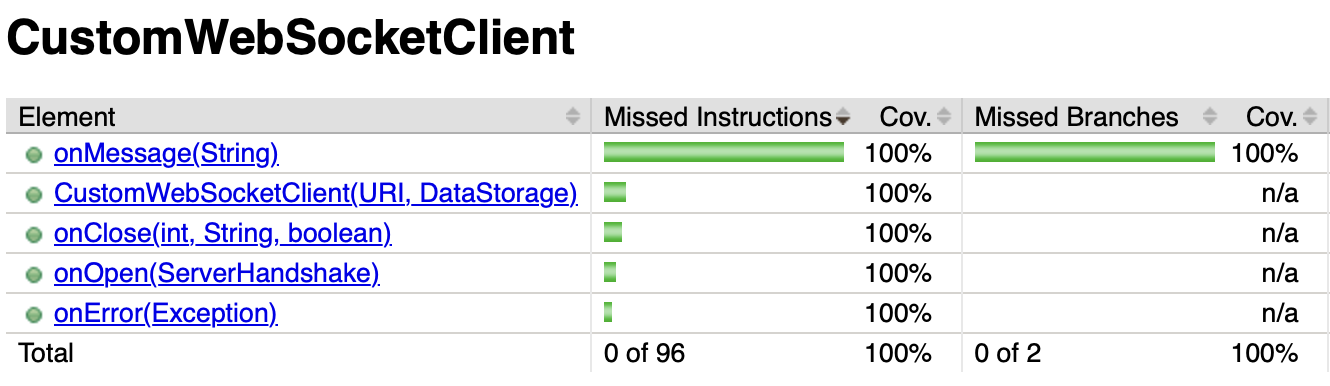 CustomWebSocketClient
Element Missed Instructions Cov. Missed Branches Cov.
onMessage(String) 100% 100%
CustomWebSocketClient(URI, DataStorage) 100% n/a
onClose(int, String, boolean) 100% n/a
onOpen(ServerHandshake) 100% n/a
onError(Exception) 100% n/a
Total 0 of 96 100% 0 of 2 100%